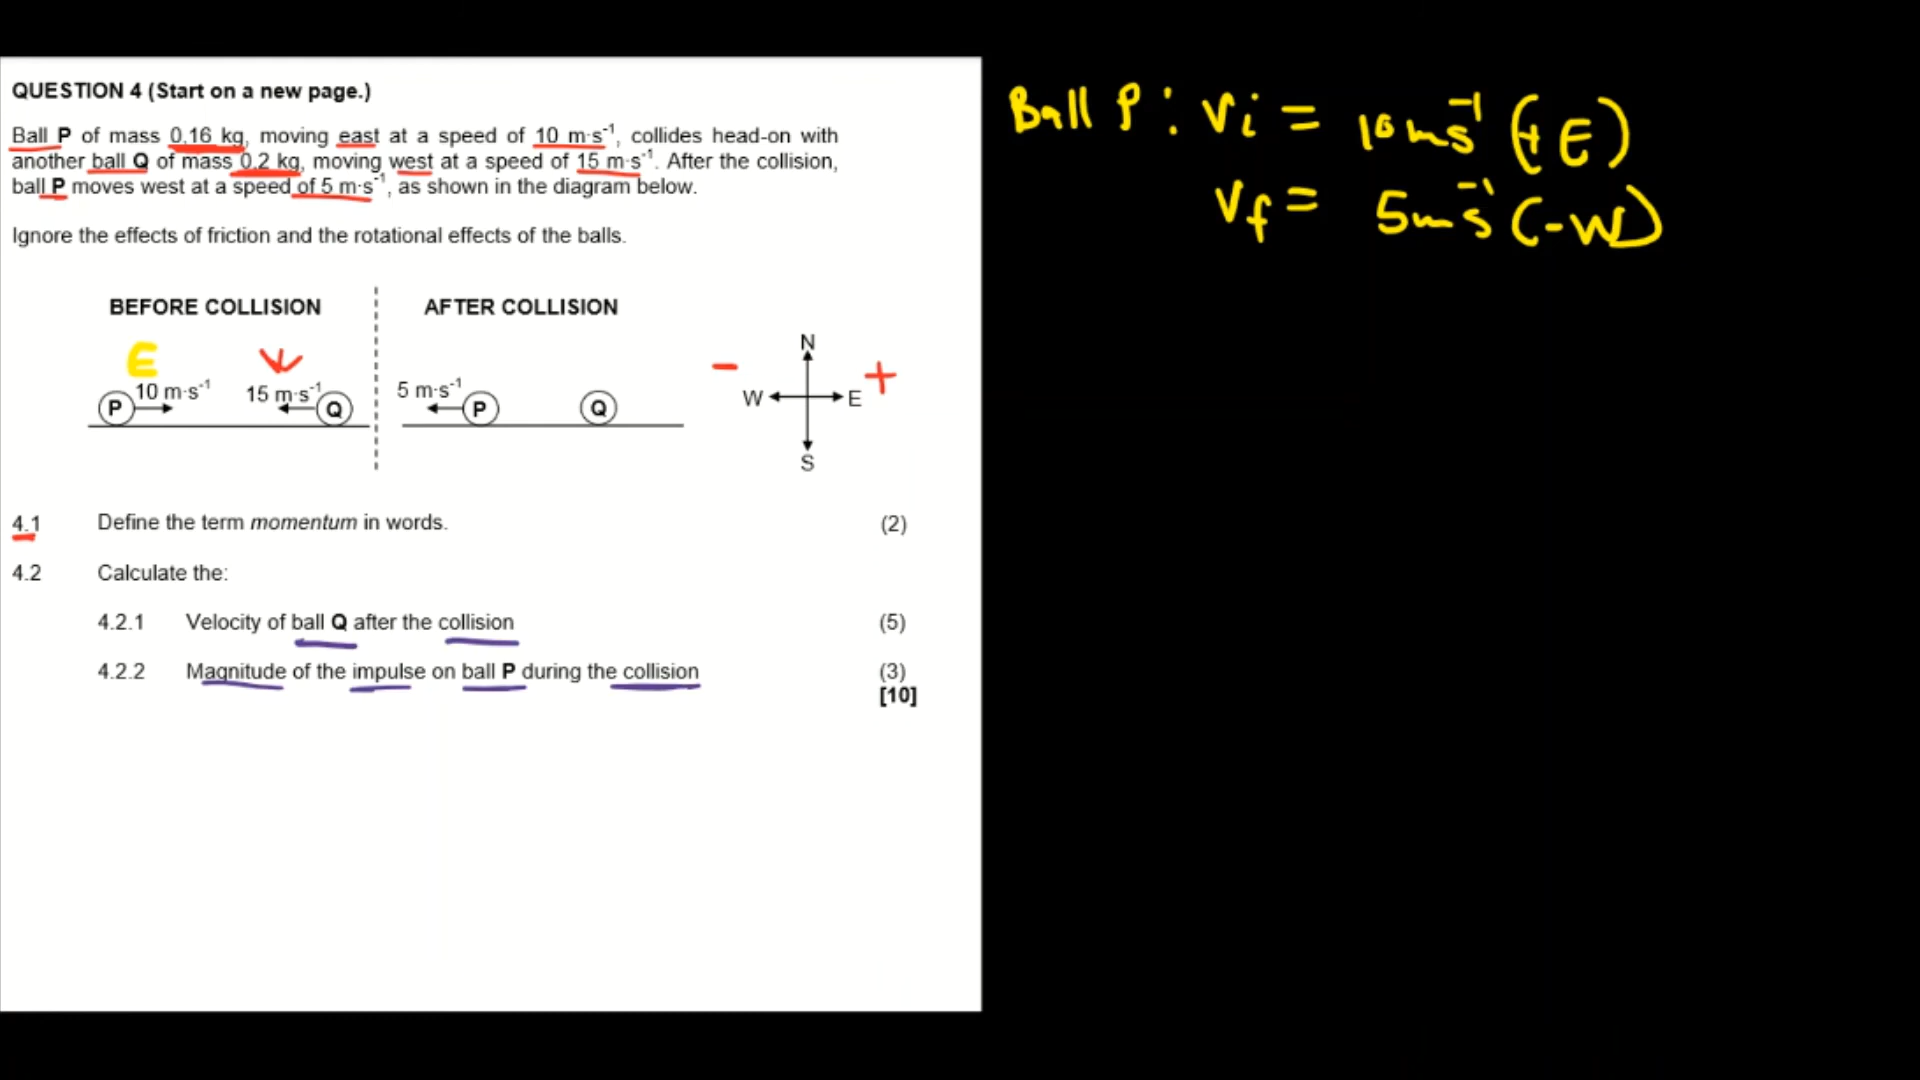 QUESTION 4 (Start on a new page.)
Ball P of mass 0,16 kg, moving east at a speed of 10 m·s⁻¹, collides head-on with
another ball Q of mass 0,2 kg, moving west at a speed of 15 m·s⁻¹. After the collision,
ball P moves west at a speed of 5 m·s⁻¹, as shown in the diagram below.
Ignore the effects of friction and the rotational effects of the balls.
BEFORE COLLISION
E
10 m·s⁻¹
15 m·s⁻¹
P
Q
AFTER COLLISION
5 m·s⁻¹
P
Q
N
- +
W E
S
4.1 Define the term momentum in words. (2)
4.2 Calculate the:
4.2.1 Velocity of ball Q after the collision (5)
4.2.2 Magnitude of the impulse on ball P during the collision (3)
[10]
Ball P : vi = 10 ms⁻¹ (+E)
vf = 5 ms⁻¹ (-W)